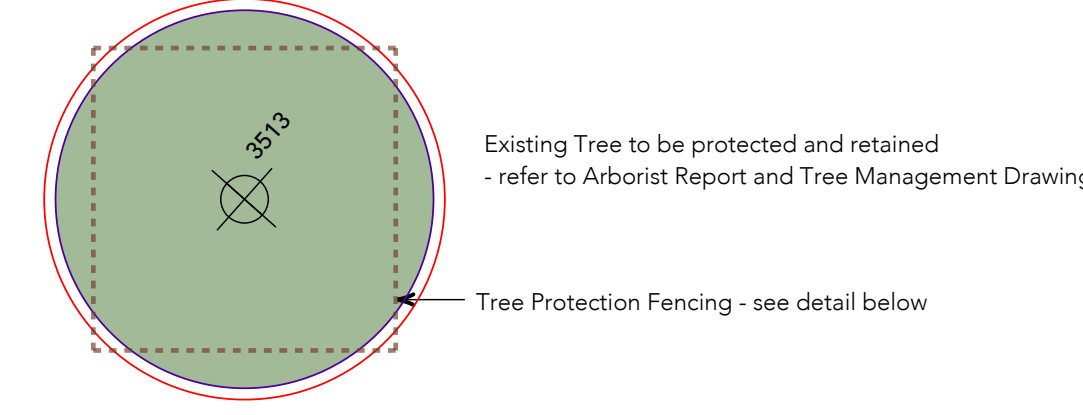 3513
Existing Tree to be protected and retained
- refer to Arborist Report and Tree Management Drawing
Tree Protection Fencing - see detail below